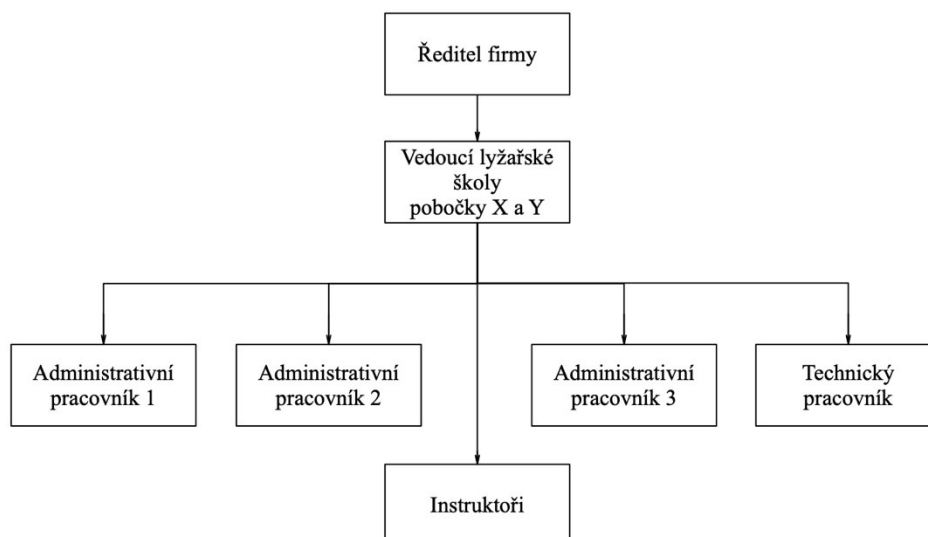 Ředitel firmy
Vedoucí lyžařské
školy
pobočky X a Y
Administrativní
pracovník 1
Administrativní
pracovník 2
Administrativní
pracovník 3
Technický
pracovník
Instruktoři